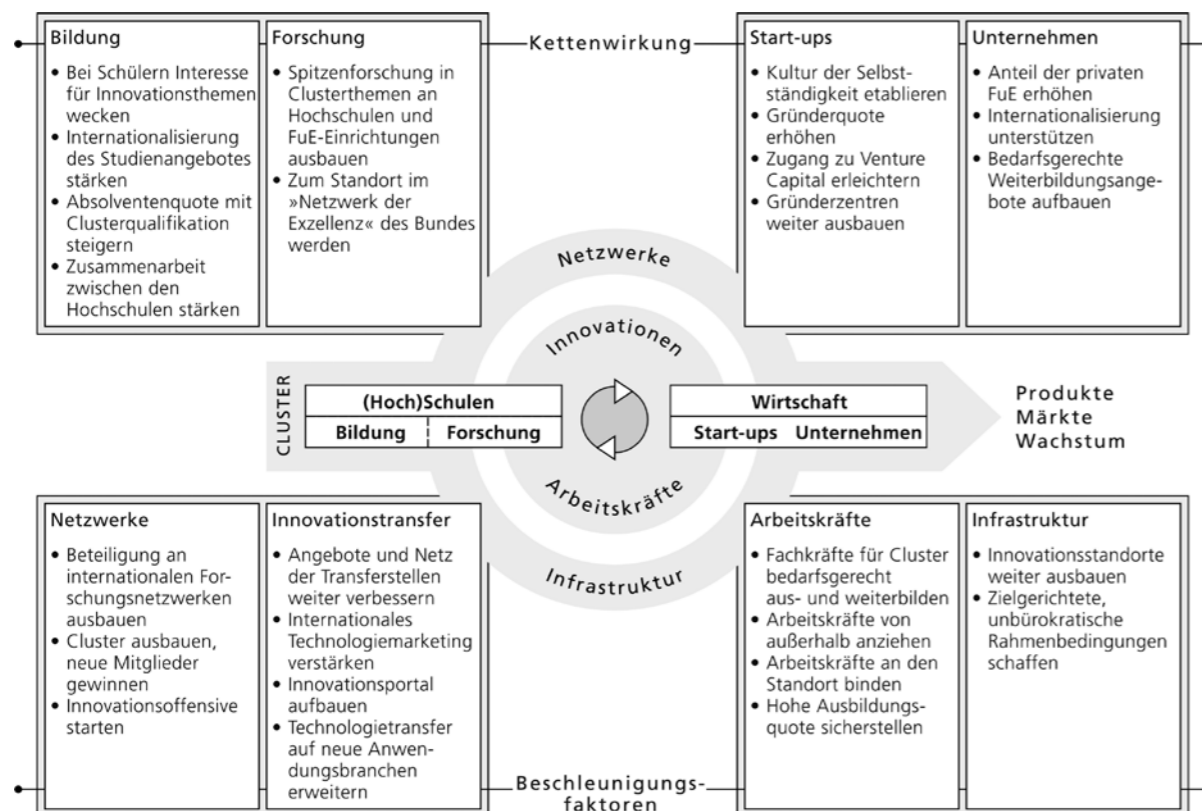 Bildung
• Bei Schülern Interesse
für Innovationsthemen
wecken
• Internationalisierung
des Studienangebotes
stärken
• Absolventenquote mit
Clusterqualifikation
steigern
• Zusammenarbeit
zwischen den
Hochschulen stärken
Forschung
• Spitzenforschung in
Clusterthemen an
Hochschulen und
FuE-Einrichtungen
ausbauen
• Zum Standort im
»Netzwerk der
Exzellenz« des Bundes
werden
Kettenwirkung
Start-ups
• Kultur der Selbst-
ständigkeit etablieren
• Gründerquote
erhöhen
• Zugang zu Venture
Capital erleichtern
• Gründerzentren
weiter ausbauen
Unternehmen
• Anteil der privaten
FuE erhöhen
• Internationalisierung
unterstützen
• Bedarfsgerechte
Weiterbildungsange-
bote aufbauen
Netzwerke
Innovationen
CLUSTER
(Hoch)Schulen
Bildung Forschung
Wirtschaft
Start-ups Unternehmen
Produkte
Märkte
Wachstum
Arbeitskräfte
Infrastruktur
Netzwerke
• Beteiligung an
internationalen For-
schungsnetzwerken
ausbauen
• Cluster ausbauen,
neue Mitglieder
gewinnen
• Innovationsoffensive
starten
Innovationstransfer
• Angebote und Netz
der Transferstellen
weiter verbessern
• Internationales
Technologiemarketing
verstärken
• Innovationsportal
aufbauen
• Technologietransfer
auf neue Anwen-
dungsbranchen
erweitern
Beschleunigungs-
faktoren
Arbeitskräfte
• Fachkräfte für Cluster
bedarfsgerecht
aus- und weiterbilden
• Arbeitskräfte von
außerhalb anziehen
• Arbeitskräfte an den
Standort binden
• Hohe Ausbildungs-
quote sicherstellen
Infrastruktur
• Innovationsstandorte
weiter ausbauen
• Zielgerichtete,
unbürokratische
Rahmenbedingungen
schaffen